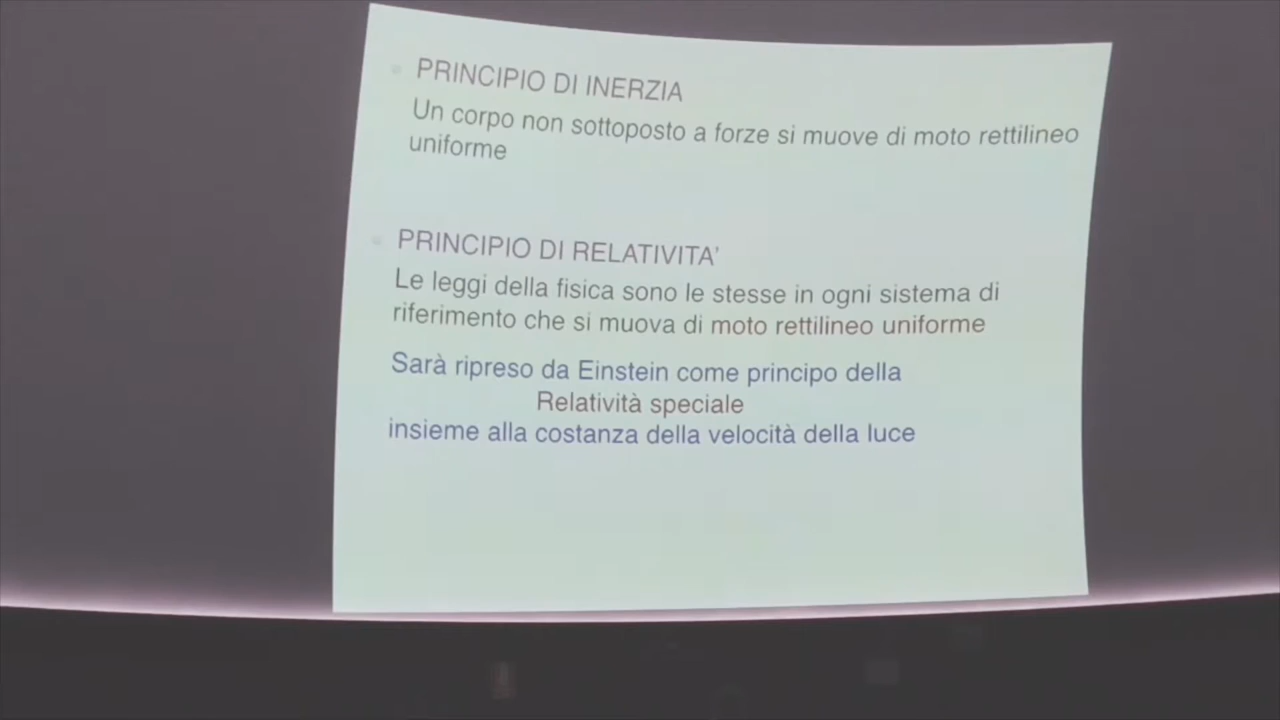 PRINCIPIO DI INERZIA
Un corpo non sottoposto a forze si muove di moto rettilineo
uniforme
PRINCIPIO DI RELATIVITA'
Le leggi della fisica sono le stesse in ogni sistema di
riferimento che si muova di moto rettilineo uniforme
Sarà ripreso da Einstein come principo della
Relatività speciale
insieme alla costanza della velocità della luce